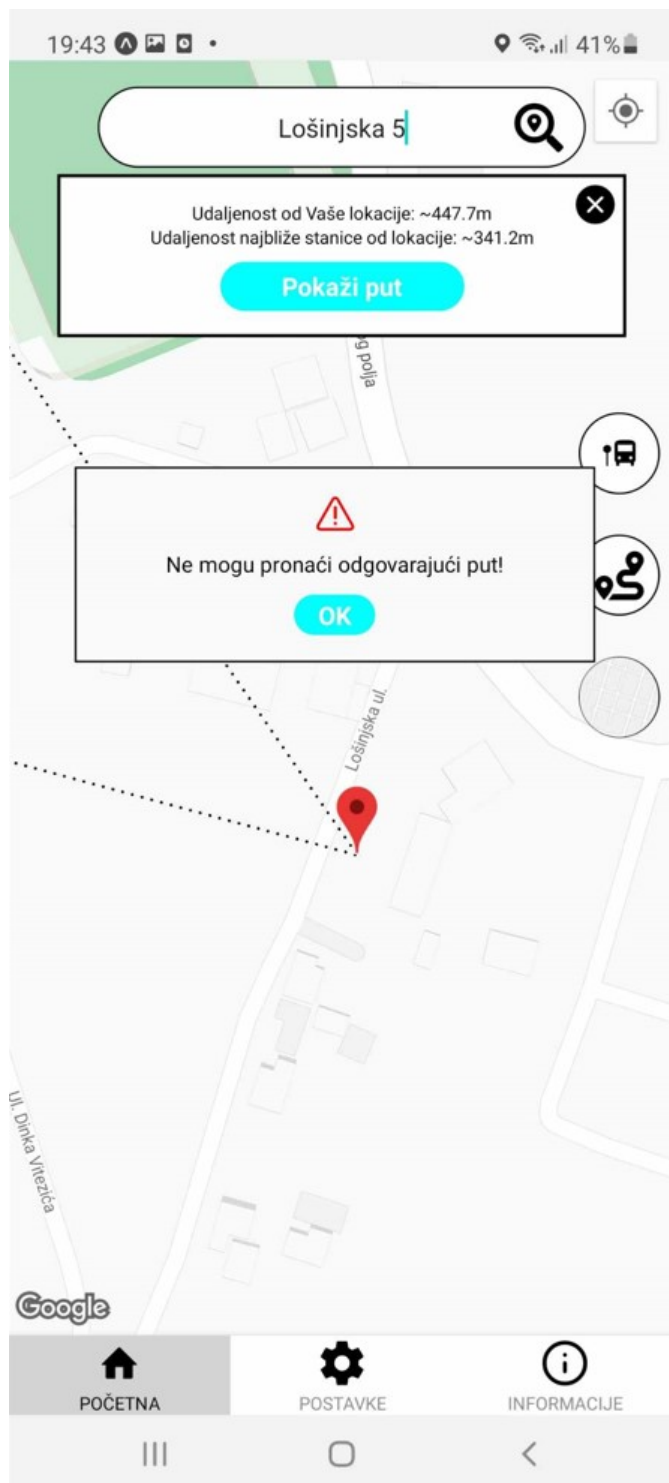 19:43
41%
Lošinjska 5
Udaljenost od Vaše lokacije: ~447.7m
Udaljenost najbliže stanice od lokacije: ~341.2m
Pokaži put
og polja
Ne mogu pronaći odgovarajući put!
OK
Lošinjska ul.
Ul. Dinka Vitezića
Google
POČETNA
POSTAVKE
INFORMACIJE